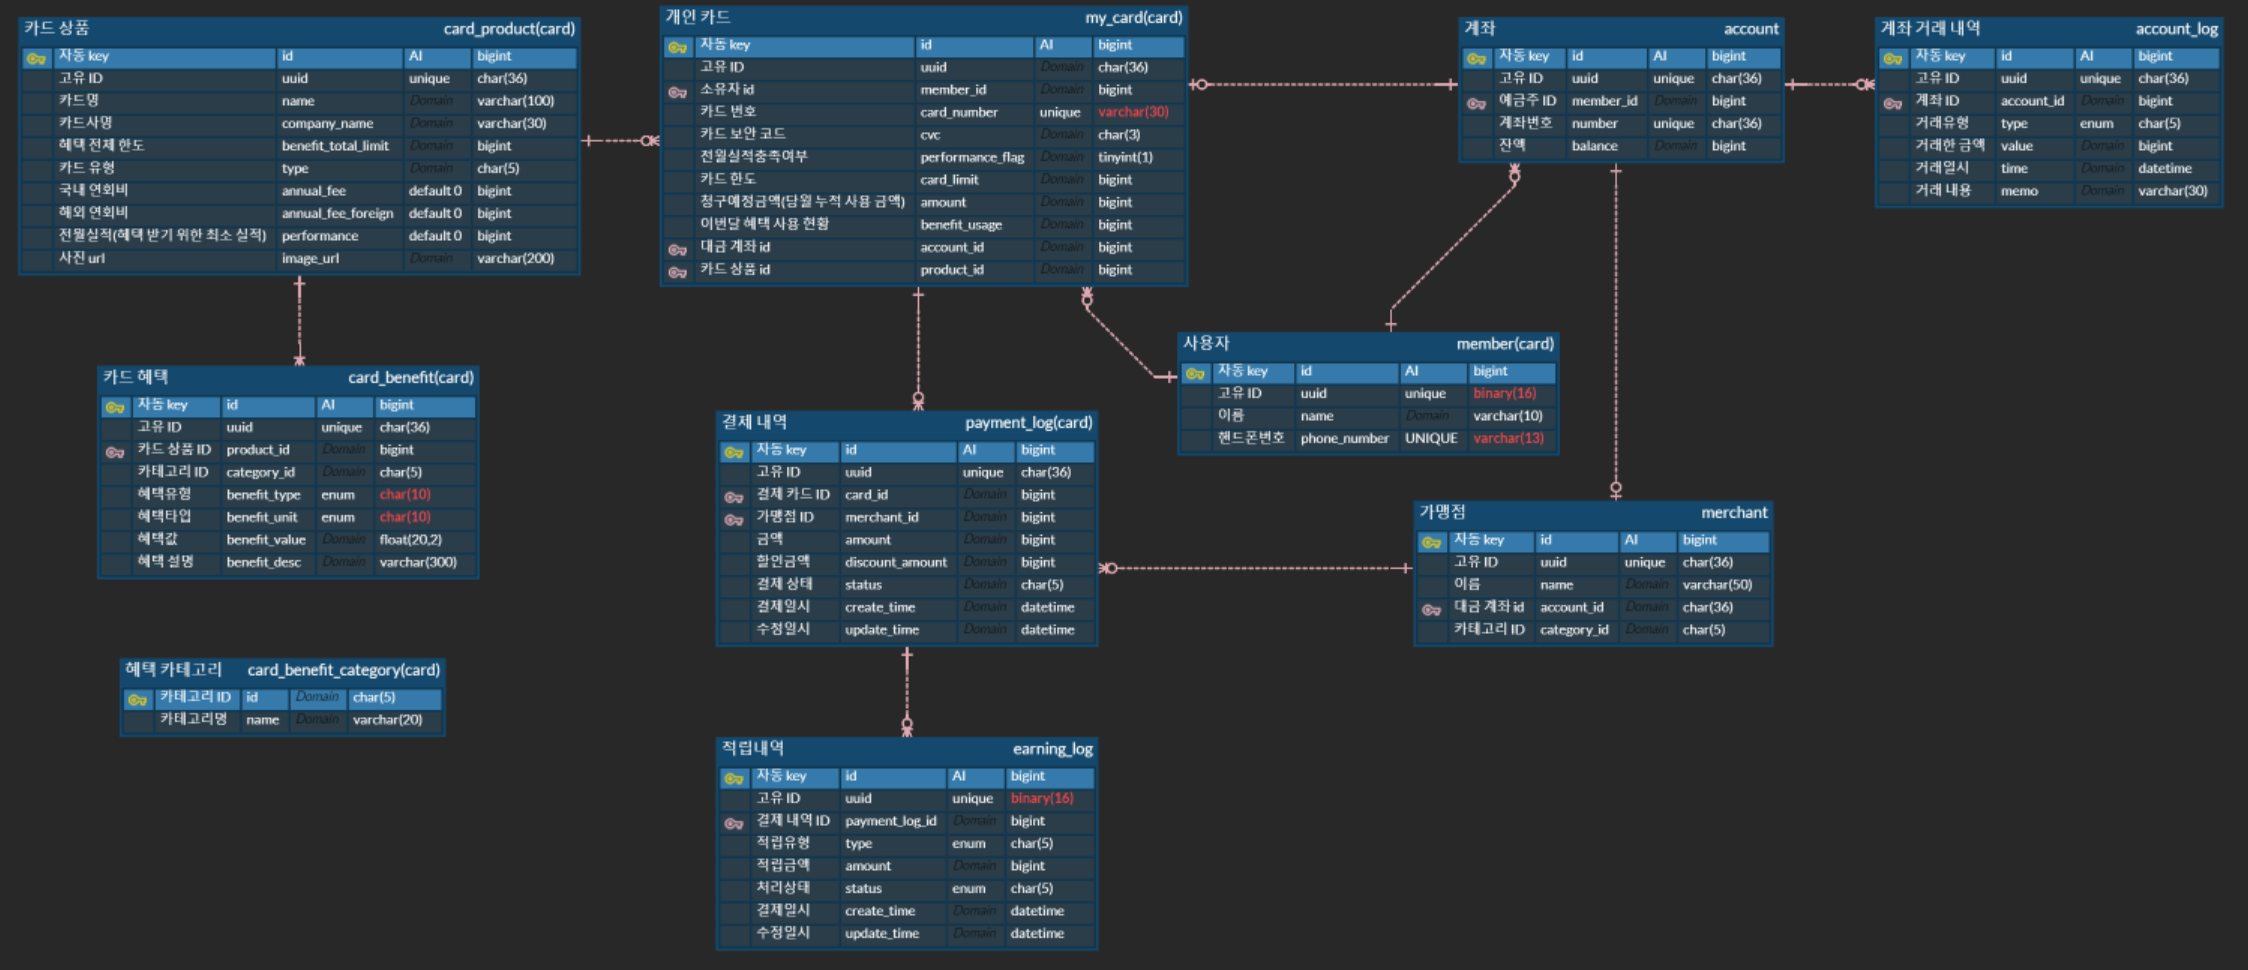 카드 상품 card_product(card)
자동 key id AI bigint
고유 ID uuid unique char(36)
카드명 name Domain varchar(100)
카드사명 company_name Domain varchar(30)
혜택 전체 한도 benefit_total_limit Domain bigint
카드 유형 type Domain char(5)
국내 연회비 annual_fee default 0 bigint
해외 연회비 annual_fee_foreign default 0 bigint
전월실적(혜택 받기 위한 최소 실적) performance default 0 bigint
사진 url image_url Domain varchar(200)
개인 카드 my_card(card)
자동 key id AI bigint
고유 ID uuid Domain char(36)
소유자 id member_id Domain bigint
카드 번호 card_number unique varchar(30)
카드 보안 코드 cvc Domain char(3)
전월실적충족여부 performance_flag Domain tinyint(1)
카드 한도 card_limit Domain bigint
청구예정금액(당월 누적 사용 금액) amount Domain bigint
이번달 혜택 사용 현황 benefit_usage Domain bigint
대금 계좌 id account_id Domain bigint
카드 상품 id product_id Domain bigint
계좌 account
자동 key id AI bigint
고유 ID uuid unique char(36)
예금주 ID member_id Domain bigint
계좌번호 number unique char(36)
잔액 balance Domain bigint
계좌 거래 내역 account_log
자동 key id AI bigint
고유 ID uuid unique char(36)
계좌 ID account_id Domain bigint
거래유형 type enum char(5)
거래한 금액 value Domain bigint
거래일시 time Domain datetime
거래 내용 memo Domain varchar(30)
카드 혜택 card_benefit(card)
자동 key id AI bigint
고유 ID uuid unique char(36)
카드 상품 ID product_id Domain bigint
카테고리 ID category_id Domain char(5)
혜택유형 benefit_type enum char(10)
혜택타입 benefit_unit enum char(10)
혜택값 benefit_value Domain float(20,2)
혜택 설명 benefit_desc Domain varchar(300)
사용자 member(card)
자동 key id AI bigint
고유 ID uuid unique binary(16)
이름 name Domain varchar(10)
핸드폰번호 phone_number UNIQUE varchar(13)
결제 내역 payment_log(card)
자동 key id AI bigint
고유 ID uuid unique char(36)
결제 카드 ID card_id Domain bigint
가맹점 ID merchant_id Domain bigint
금액 amount Domain bigint
할인금액 discount_amount Domain bigint
결제 상태 status Domain char(5)
결제일시 create_time Domain datetime
수정일시 update_time Domain datetime
가맹점 merchant
자동 key id AI bigint
고유 ID uuid unique char(36)
이름 name Domain varchar(50)
대금 계좌 id account_id Domain char(36)
카테고리 ID category_id Domain char(5)
혜택 카테고리 card_benefit_category(card)
카테고리 ID id Domain char(5)
카테고리명 name Domain varchar(20)
적립내역 earning_log
자동 key id AI bigint
고유 ID uuid unique binary(16)
결제 내역 ID payment_log_id Domain bigint
적립유형 type enum char(5)
적립금액 amount Domain bigint
처리상태 status enum char(5)
결제일시 create_time Domain datetime
수정일시 update_time Domain datetime